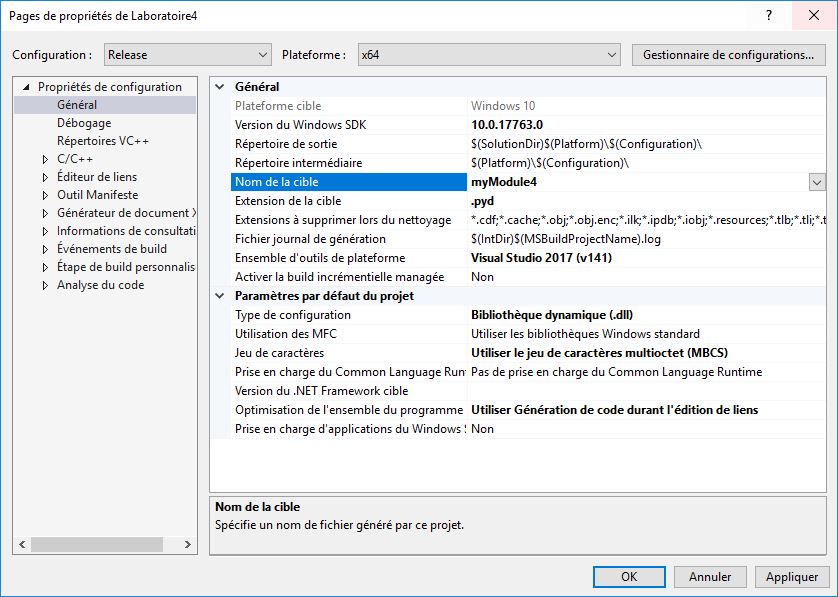 Pages de propriétés de Laboratoire4
Configuration : Release Plateforme : x64 Gestionnaire de configurations...
Propriétés de configuration
Général
Débogage
Répertoires VC++
C/C++
Éditeur de liens
Outil Manifeste
Générateur de document X
Informations de consultati
Événements de build
Étape de build personnalis
Analyse du code
Général
Plateforme cible Windows 10
Version du Windows SDK 10.0.17763.0
Répertoire de sortie $(SolutionDir)$(Platform)\$(Configuration)\
Répertoire intermédiaire $(Platform)\$(Configuration)\
Nom de la cible myModule4
Extension de la cible .pyd
Extensions à supprimer lors du nettoyage *.cdf;*.cache;*.obj;*.obj.enc;*.ilk;*.ipdb;*.iobj;*.resources;*.tlb;*.tli;*.t
Fichier journal de génération $(IntDir)$(MSBuildProjectName).log
Ensemble d'outils de plateforme Visual Studio 2017 (v141)
Activer la build incrémentielle managée Non
Paramètres par défaut du projet
Type de configuration Bibliothèque dynamique (.dll)
Utilisation des MFC Utiliser les bibliothèques Windows standard
Jeu de caractères Utiliser le jeu de caractères multioctet (MBCS)
Prise en charge du Common Language Run Pas de prise en charge du Common Language Runtime
Version du .NET Framework cible
Optimisation de l'ensemble du programme Utiliser Génération de code durant l'édition de liens
Prise en charge d'applications du Windows S Non
Nom de la cible
Spécifie un nom de fichier généré par ce projet.
OK Annuler Appliquer